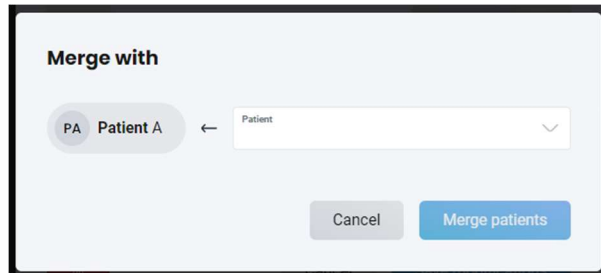 Merge with
PA Patient A ← Patient
Cancel Merge patients